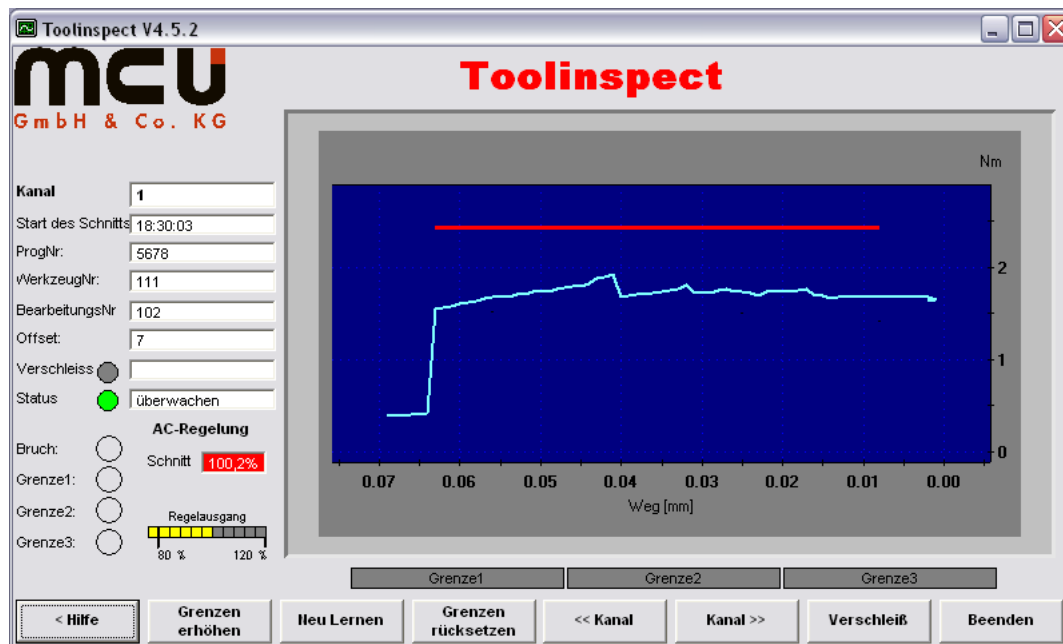 Toolinspect V4.5.2
mcu
GmbH & Co. KG
Toolinspect
Kanal 1
Start des Schnitts 18:30:03
ProgNr: 5678
WerkzeugNr: 111
BearbeitungsNr 102
Offset: 7
Verschleiss
Status überwachen
AC-Regelung
Bruch:
Schnitt 100,2%
Grenze1:
Grenze2:
Regelausgang
Grenze3:
80 % 120 %
Nm
2
1
0
0.07 0.06 0.05 0.04 0.03 0.02 0.01 0.00
Weg [mm]
Grenze1 Grenze2 Grenze3
< Hilfe
Grenzen erhöhen
Neu Lernen
Grenzen rücksetzen
<< Kanal
Kanal >>
Verschleiß
Beenden